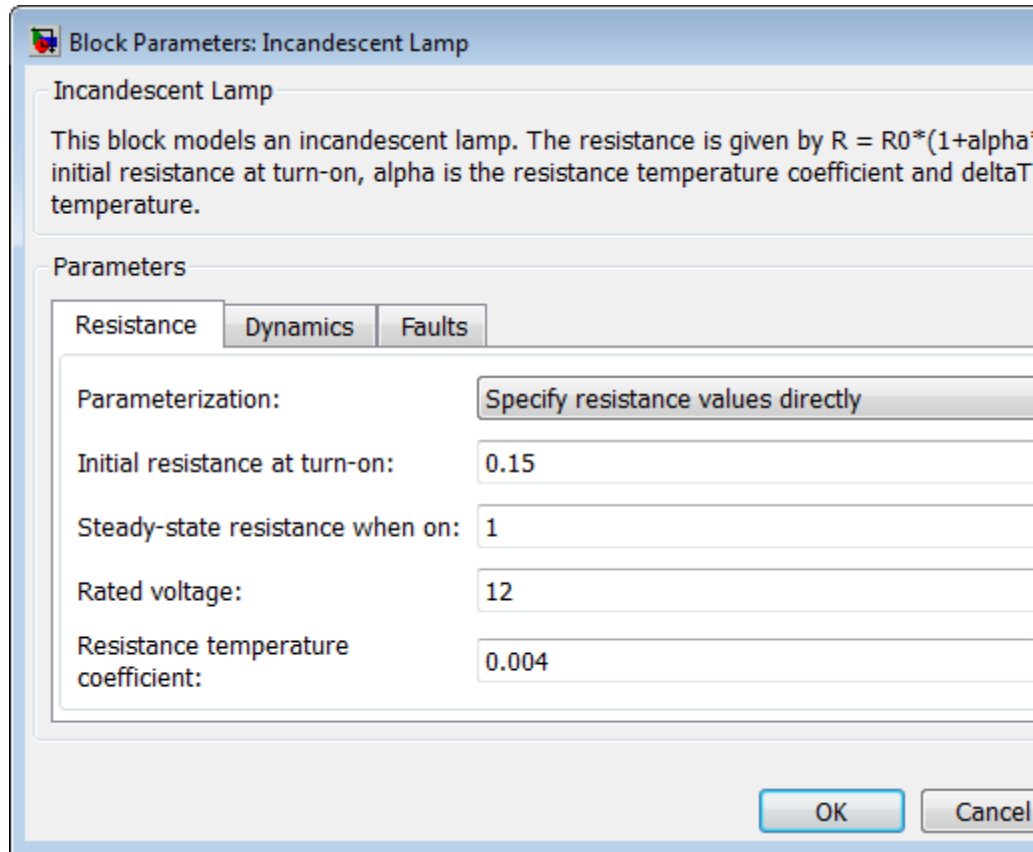 Block Parameters: Incandescent Lamp
Incandescent Lamp
This block models an incandescent lamp. The resistance is given by R = R0*(1+alpha*
initial resistance at turn-on, alpha is the resistance temperature coefficient and deltaT
temperature.
Parameters
Resistance Dynamics Faults
Parameterization: Specify resistance values directly
Initial resistance at turn-on: 0.15
Steady-state resistance when on: 1
Rated voltage: 12
Resistance temperature
coefficient: 0.004
OK Cancel